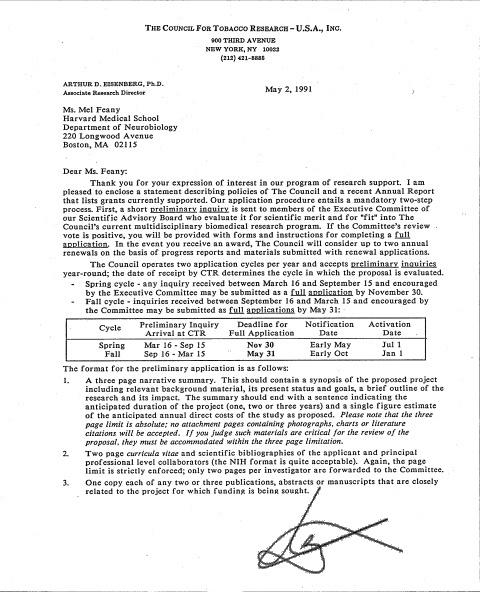 THE COUNCIL FOR TOBACCO RESEARCH – U.S.A., INC.
900 THIRD AVENUE
NEW YORK, NY 10022
(212) 421-8885
ARTHUR D. EISENBERG, Ph.D.
Associate Research Director
May 2, 1991
Ms. Mel Feany
Harvard Medical School
Department of Neurobiology
220 Longwood Avenue
Boston, MA 02115
Dear Ms. Feany:
Thank you for your expression of interest in our program of research support. I am
pleased to enclose a statement describing policies of The Council and a recent Annual Report
that lists grants currently supported. Our application procedure entails a mandatory two-step
process. First, a short preliminary inquiry is sent to members of the Executive Committee of
our Scientific Advisory Board who evaluate it for scientific merit and for "fit" into The
Council's current multidisciplinary biomedical research program. If the Committee's review
vote is positive, you will be provided with forms and instructions for completing a full
application. In the event you receive an award, The Council will consider up to two annual
renewals on the basis of progress reports and materials submitted with renewal applications.
The Council operates two application cycles per year and accepts preliminary inquiries
year-round; the date of receipt by CTR determines the cycle in which the proposal is evaluated.
- Spring cycle - any inquiry received between March 16 and September 15 and encouraged
by the Executive Committee may be submitted as a full application by November 30.
- Fall cycle - inquiries received between September 16 and March 15 and encouraged by
the Committee may be submitted as full applications by May 31:
Cycle Preliminary Inquiry Arrival at CTR Deadline for Full Application Notification Date Activation Date
Spring Mar 16 - Sep 15 Nov 30 Early May Jul 1
Fall Sep 16 - Mar 15 May 31 Early Oct Jan 1
The format for the preliminary application is as follows:
1. A three page narrative summary. This should contain a synopsis of the proposed project
including relevant background material, its present status and goals, a brief outline of the
research and its impact. The summary should end with a sentence indicating the
anticipated duration of the project (one, two or three years) and a single figure estimate
of the anticipated annual direct costs of the study as proposed. Please note that the three
page limit is absolute; no attachment pages containing photographs, charts or literature
citations will be accepted. If you judge such materials are critical for the review of the
proposal, they must be accommodated within the three page limitation.
2. Two page curricula vitae and scientific bibliographies of the applicant and principal
professional level collaborators (the NIH format is quite acceptable). Again, the page
limit is strictly enforced; only two pages per investigator are forwarded to the Committee.
3. One copy each of any two or three publications, abstracts or manuscripts that are closely
related to the project for which funding is being sought.